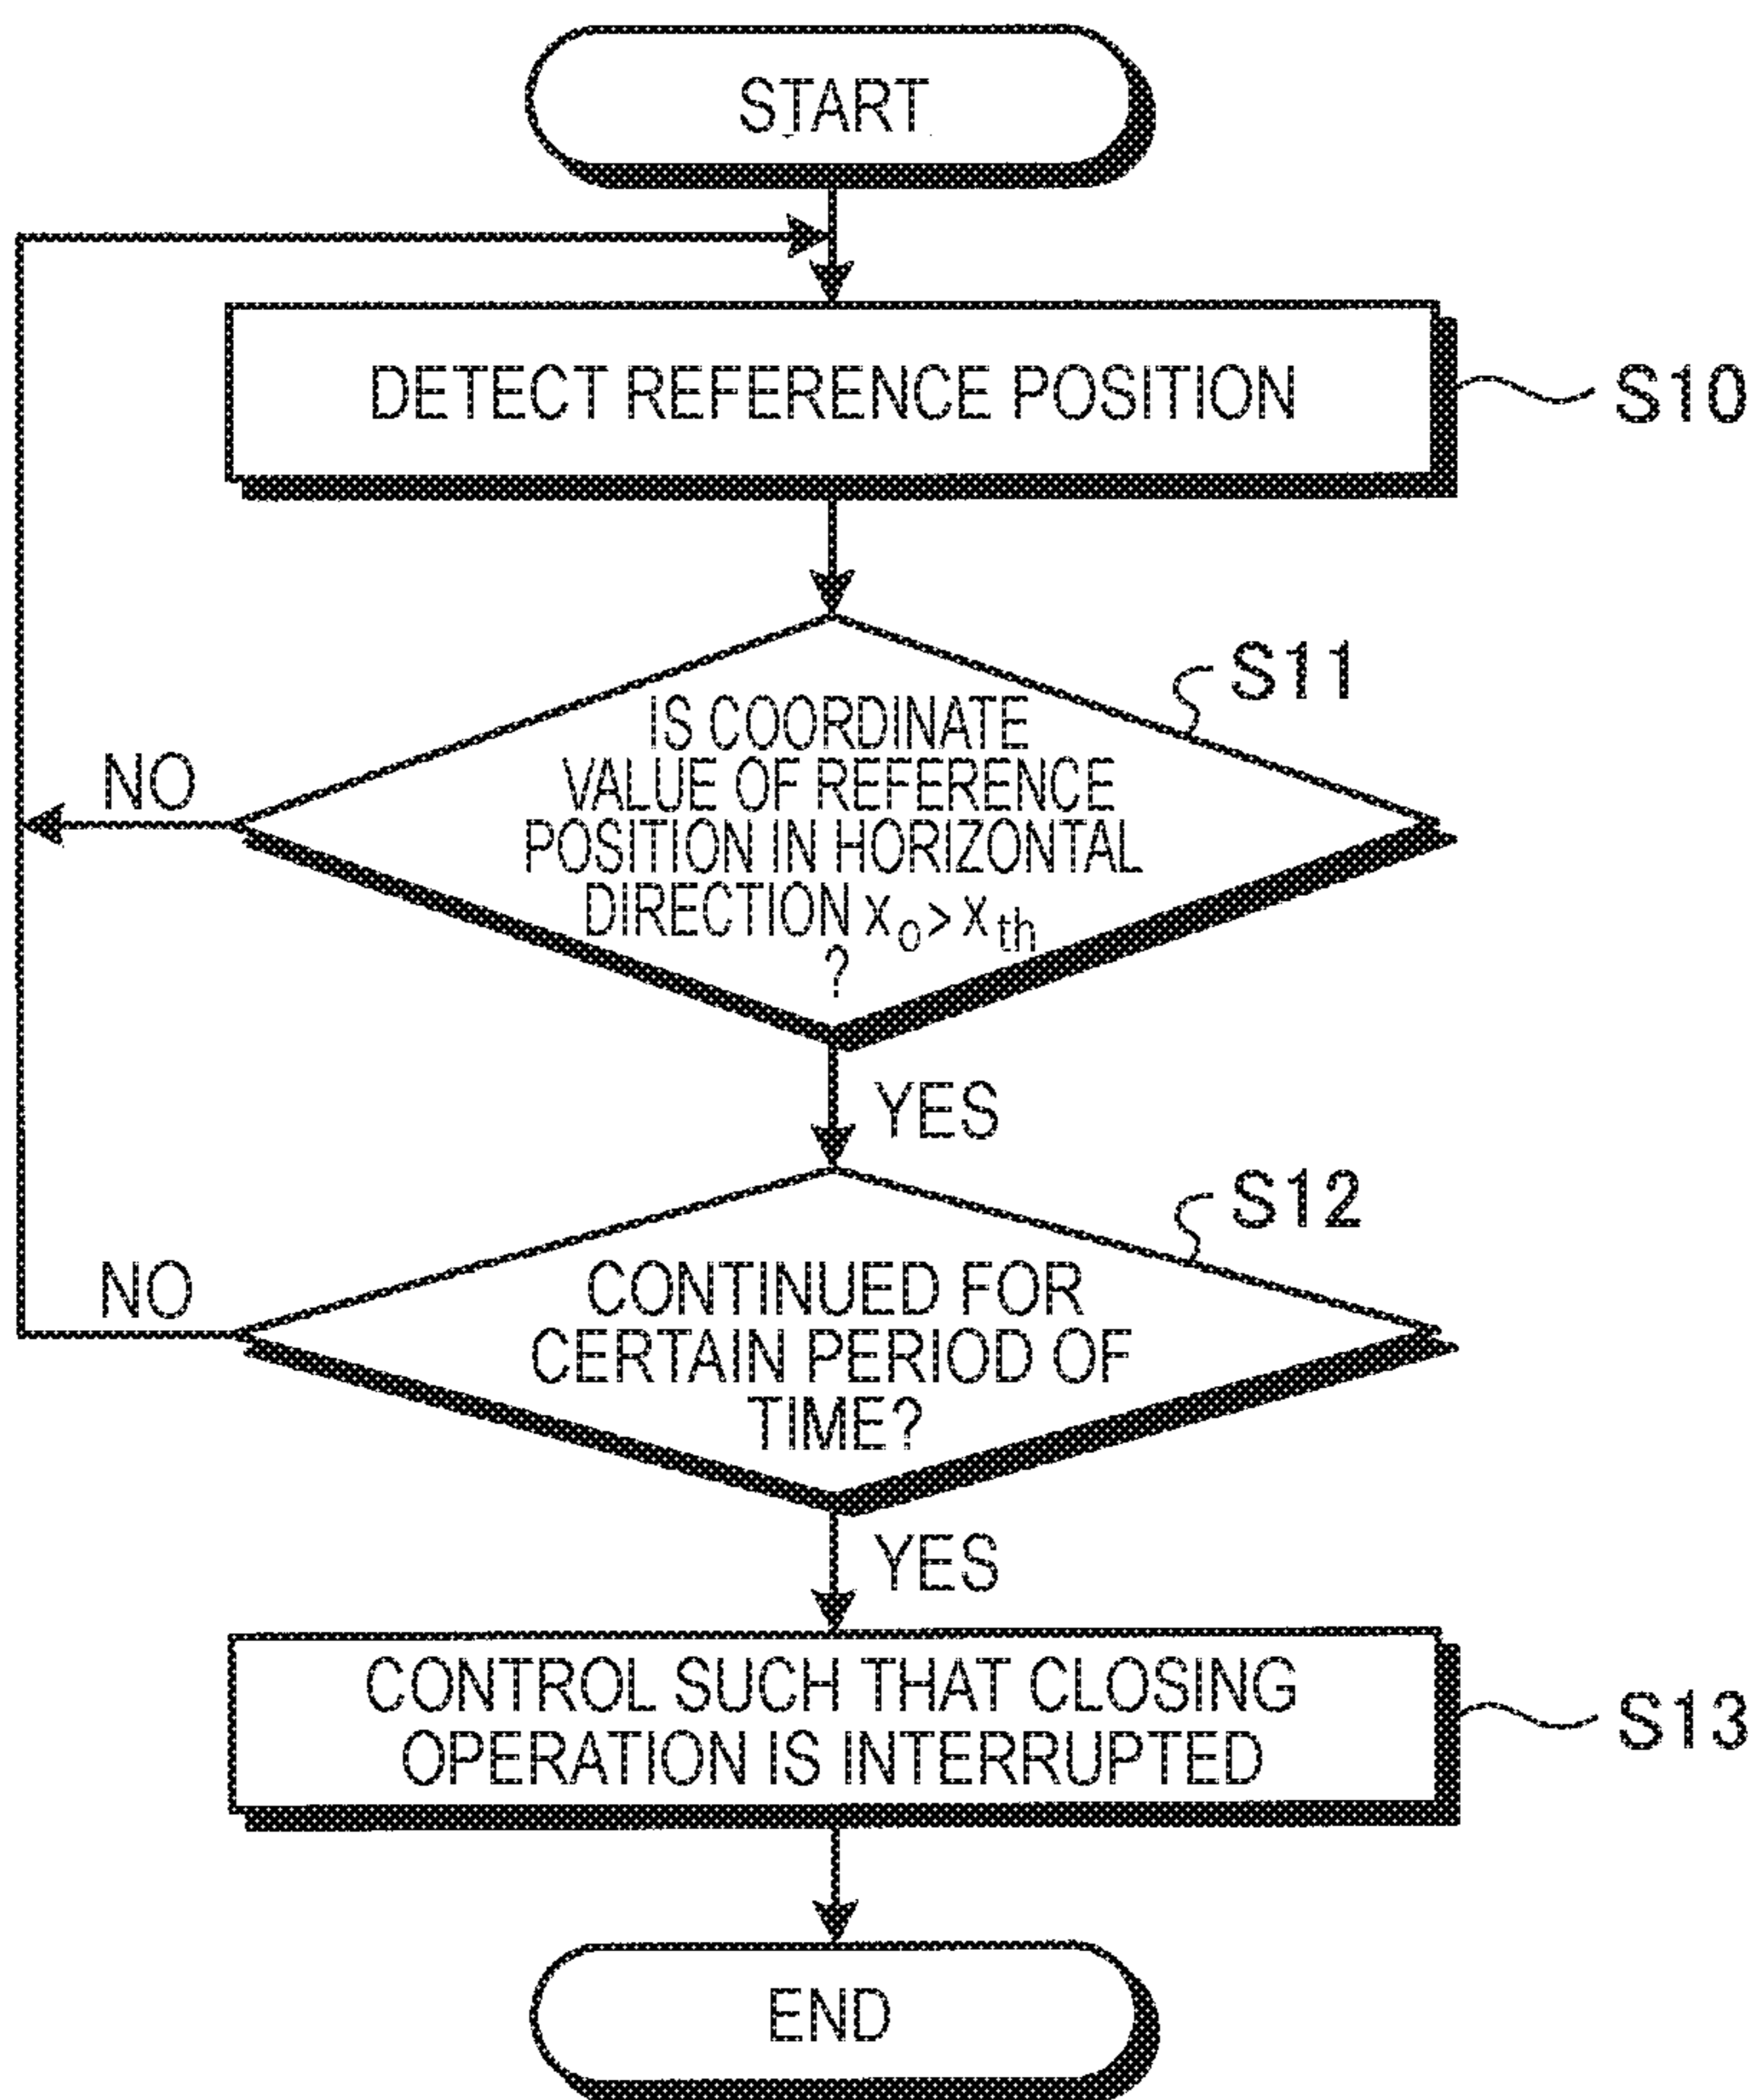 START
DETECT REFERENCE POSITION
S10
S11
IS COORDINATE
VALUE OF REFERENCE
POSITION IN HORIZONTAL
DIRECTION x₀ > xth
?
NO
YES
S12
CONTINUED FOR
CERTAIN PERIOD OF
TIME?
NO
YES
CONTROL SUCH THAT CLOSING
OPERATION IS INTERRUPTED
S13
END